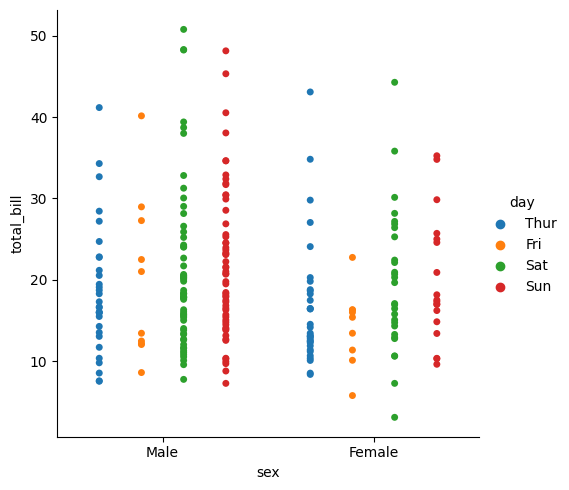 50
40
30
20
10
total_bill
Male
Female
sex
day
Thur
Fri
Sat
Sun